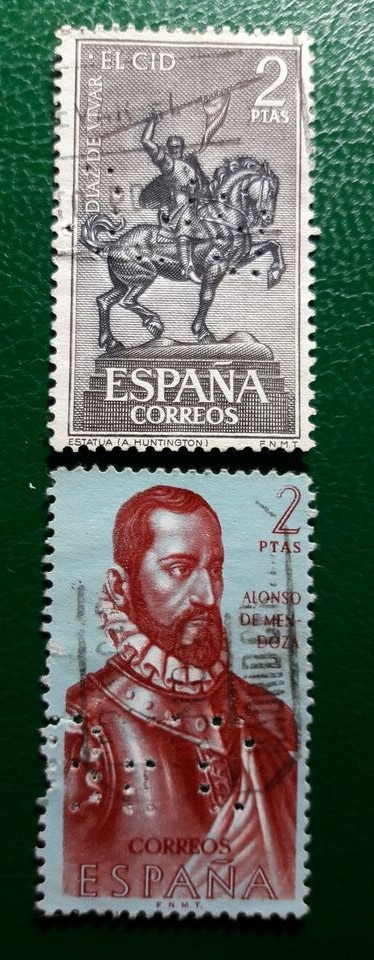 EL CID
2
PTAS
DIAZ DE VIVAR
ESPAÑA
CORREOS
ESTATUA (A. HUNTINGTON)
F.N.M.T.
2
PTAS
ALONSO
DE MEN-
DOZA
CORREOS
ESPAÑA
F.N.M.T.